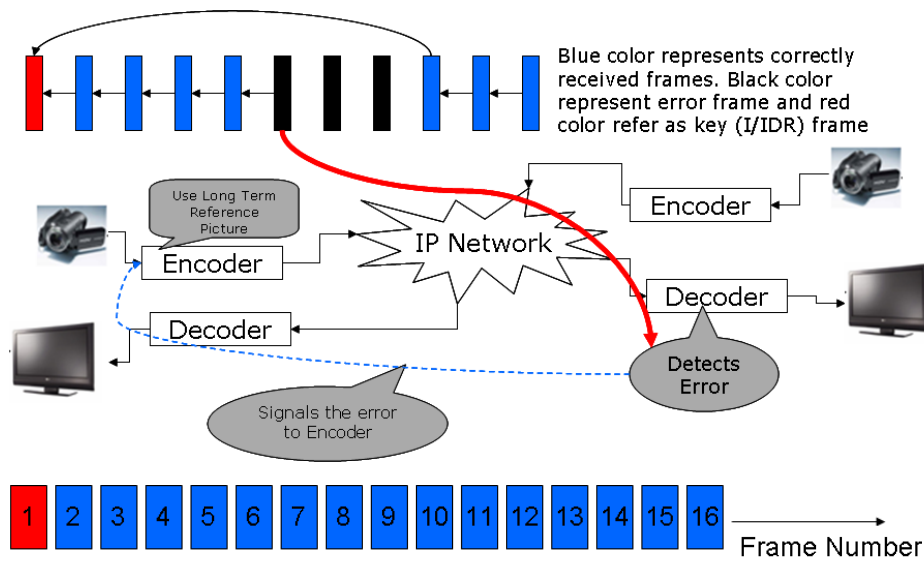 Blue color represents correctly
received frames. Black color
represent error frame and red
color refer as key (I/IDR) frame
Use Long Term
Reference
Picture
Encoder
IP Network
Encoder
Decoder
Decoder
Detects
Error
Signals the error
to Encoder
1 2 3 4 5 6 7 8 9 10 11 12 13 14 15 16
Frame Number